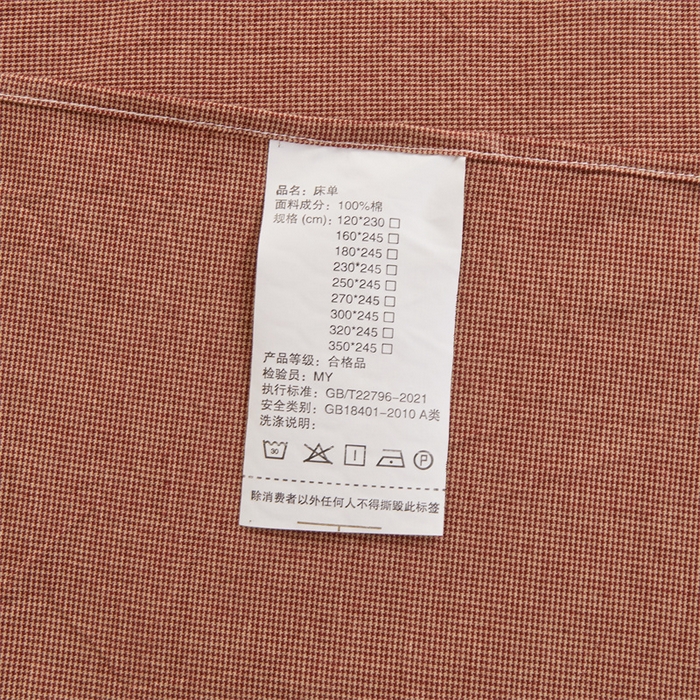 品名：床单
面料成分：100%棉
规格 (cm)：120*230 □
160*245 □
180*245 □
230*245 □
250*245 □
270*245 □
300*245 □
320*245 □
350*245 □
产品等级：合格品
检验员：MY
执行标准：GB/T22796-2021
安全类别：GB18401-2010 A类
洗涤说明：
30 P
除消费者以外任何人不得撕毁此标签